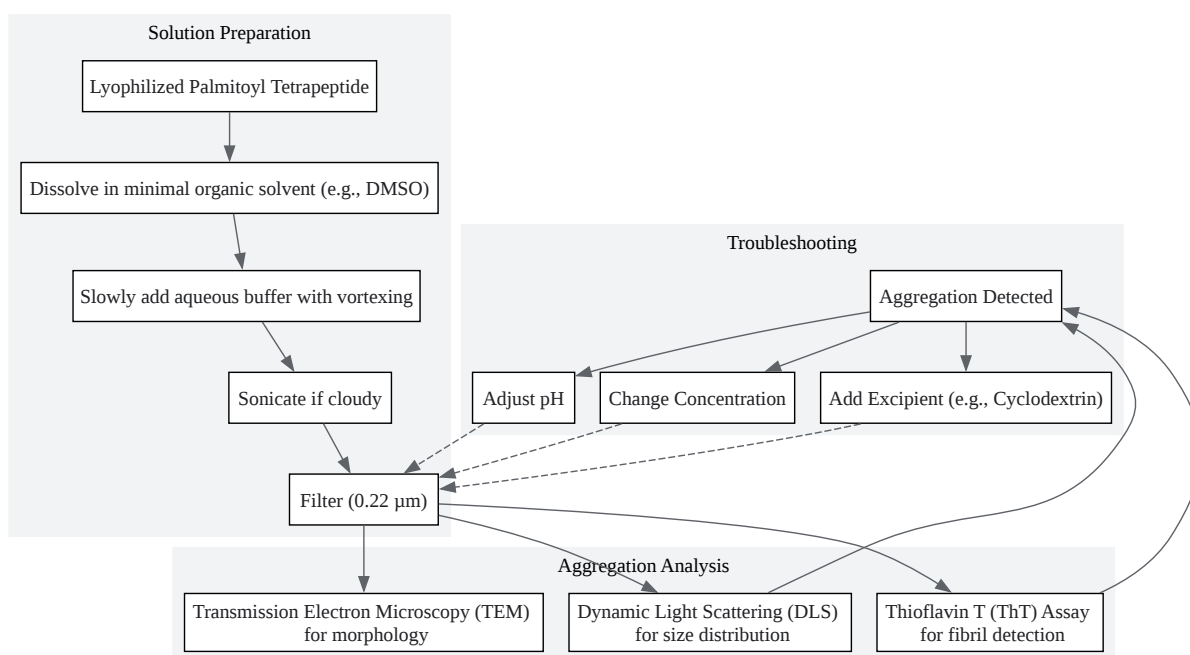 Solution Preparation
Lyophilized Palmitoyl Tetrapeptide
Dissolve in minimal organic solvent (e.g., DMSO)
Slowly add aqueous buffer with vortexing
Sonicate if cloudy
Filter (0.22 µm)
Troubleshooting
Aggregation Detected
Adjust pH
Change Concentration
Add Excipient (e.g., Cyclodextrin)
Aggregation Analysis
Transmission Electron Microscopy (TEM)
for morphology
Dynamic Light Scattering (DLS)
for size distribution
Thioflavin T (ThT) Assay
for fibril detection